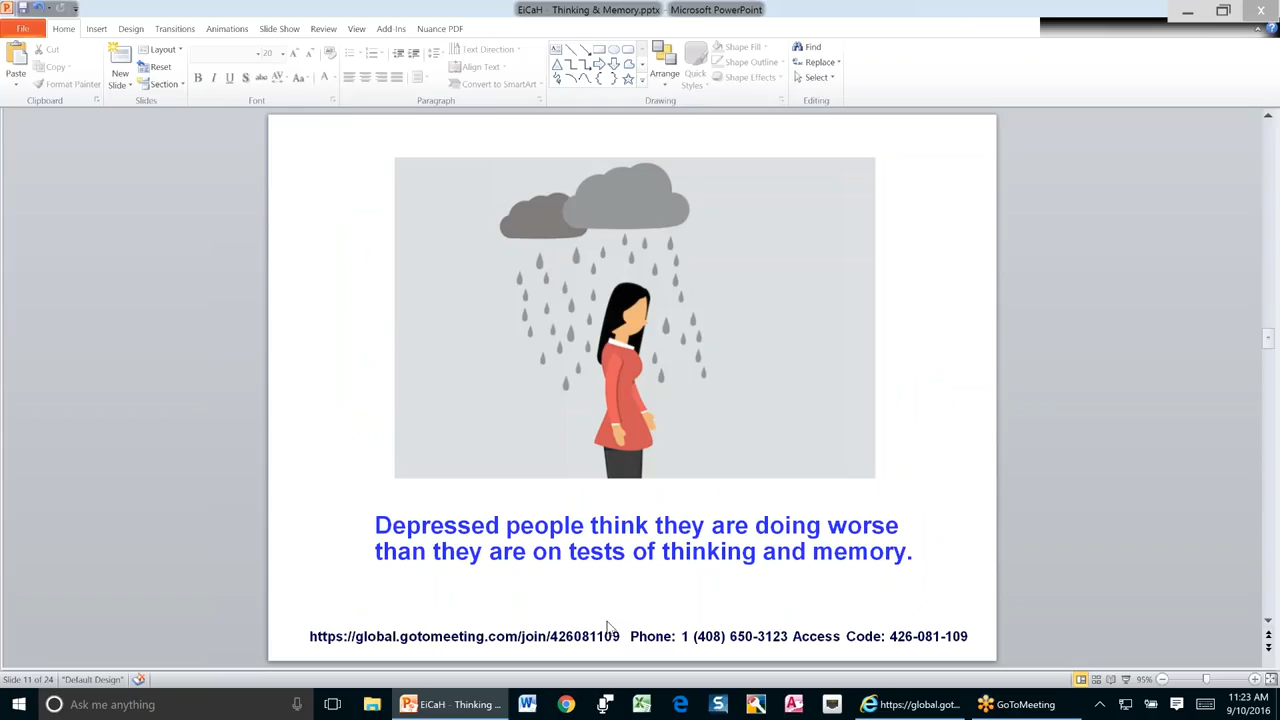 EiCaH - Thinking & Memory.pptx - Microsoft PowerPoint
File Home Insert Design Transitions Animations Slide Show Review View Add-Ins Nuance PDF
Paste
Cut
Copy
Format Painter
Clipboard
New
Slide
Layout
Reset
Section
Slides
20
B I U S abc AV Aa A
Font
Text Direction
Align Text
Convert to SmartArt
Paragraph
Arrange
Quick
Styles
Shape Fill
Shape Outline
Shape Effects
Drawing
Find
Replace
Select
Editing
Depressed people think they are doing worse
than they are on tests of thinking and memory.
https://global.gotomeeting.com/join/426081109 Phone: 1 (408) 650-3123 Access Code: 426-081-109
Slide 11 of 24 "Default Design" 95%
Ask me anything
EiCaH - Thinking ...
https://global.got...
GoToMeeting
11:23 AM
9/10/2016